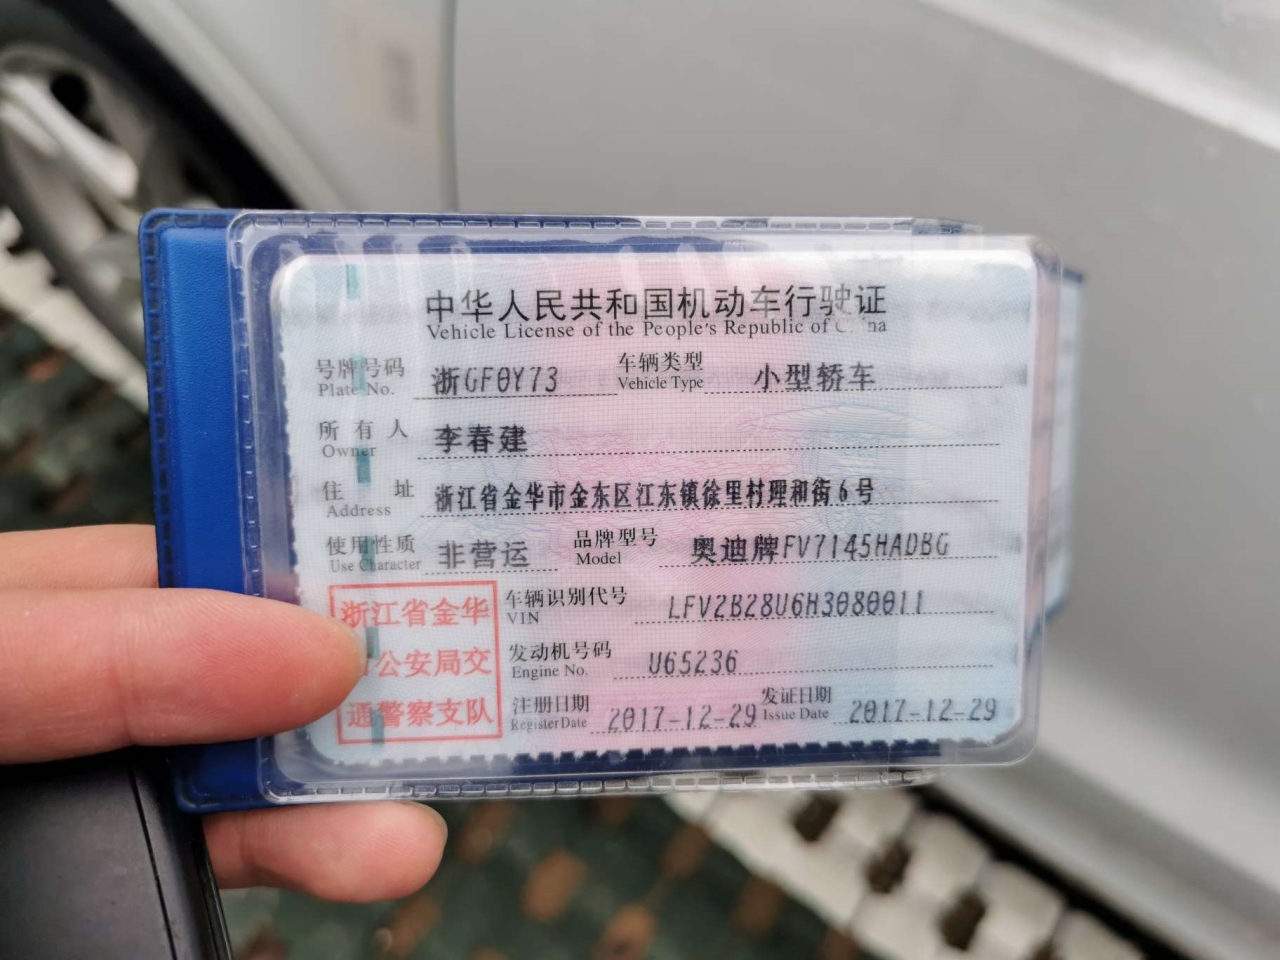 中华人民共和国机动车行驶证
Vehicle License of the People's Republic of C na
号牌号码 浙GF0Y73 车辆类型 小型轿车
Plate No. Vehicle Type
所有人 李春建
Owner
住址 浙江省金华市金东区江东镇徐里村理和街6号
Address
使用性质 非营运 品牌型号 奥迪牌FV7145HADBG
Use Character Model
浙江省金华 车辆识别代号 LFV2B28U6H3080011
VIN
公安局交 发动机号码 U65236
Engine No.
通警察支队 注册日期 2017-12-29 发证日期 2017-12-29
Register Date Issue Date